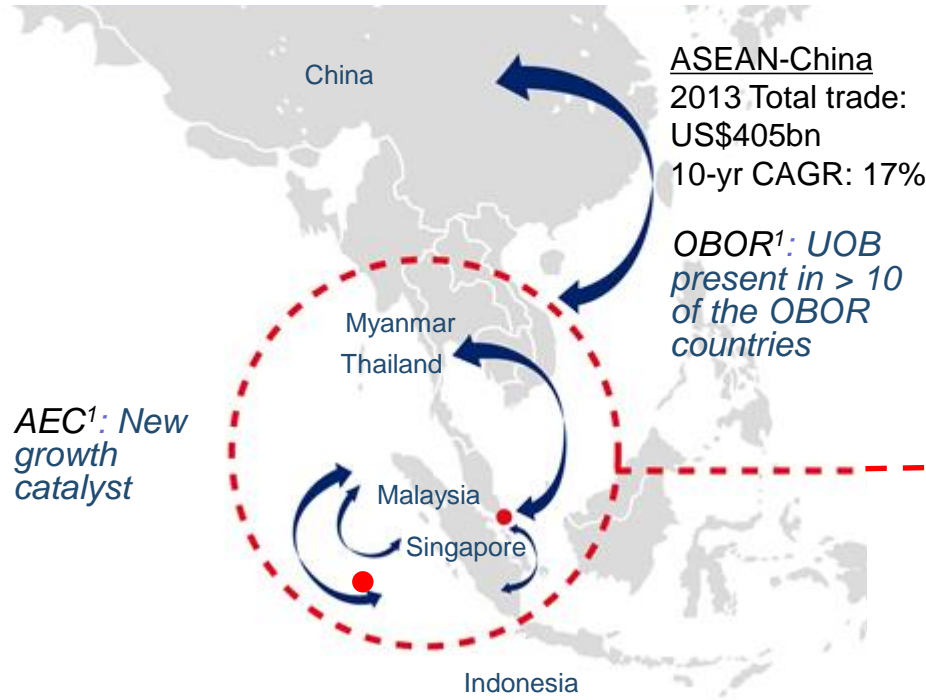 China
ASEAN-China
2013 Total trade:
US$405bn
10-yr CAGR: 17%
OBOR¹: UOB
present in > 10
of the OBOR
countries
Myanmar
Thailand
AEC¹: New
growth
catalyst
Malaysia
Singapore
Indonesia